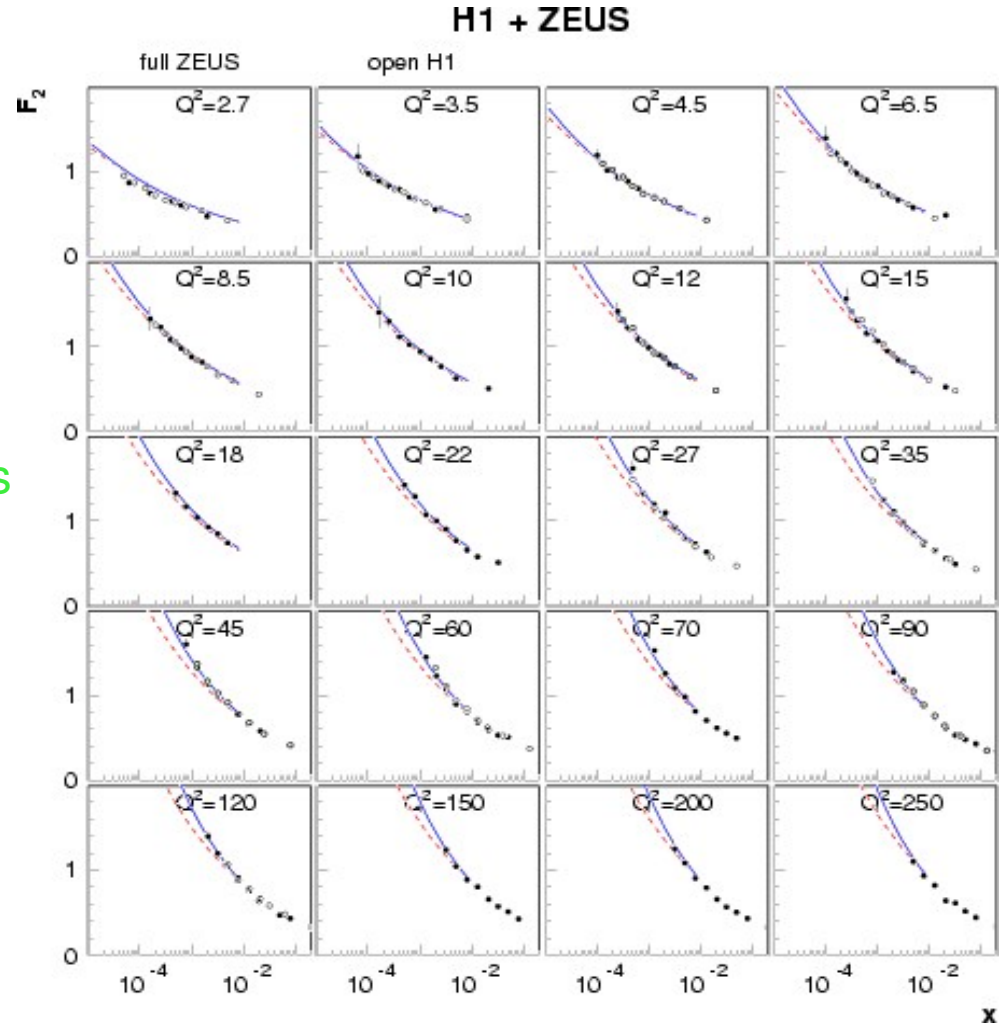 H1 + ZEUS
full ZEUS open H1
F₂
Q²=2.7 Q²=3.5 Q²=4.5 Q²=6.5
1
0
Q²=8.5 Q²=10 Q²=12 Q²=15
1
0
s
Q²=18 Q²=22 Q²=27 Q²=35
1
0
Q²=45 Q²=60 Q²=70 Q²=90
1
0
Q²=120 Q²=150 Q²=200 Q²=250
1
0
10⁻⁴ 10⁻² 10⁻⁴ 10⁻² 10⁻⁴ 10⁻² 10⁻⁴ 10⁻²
x